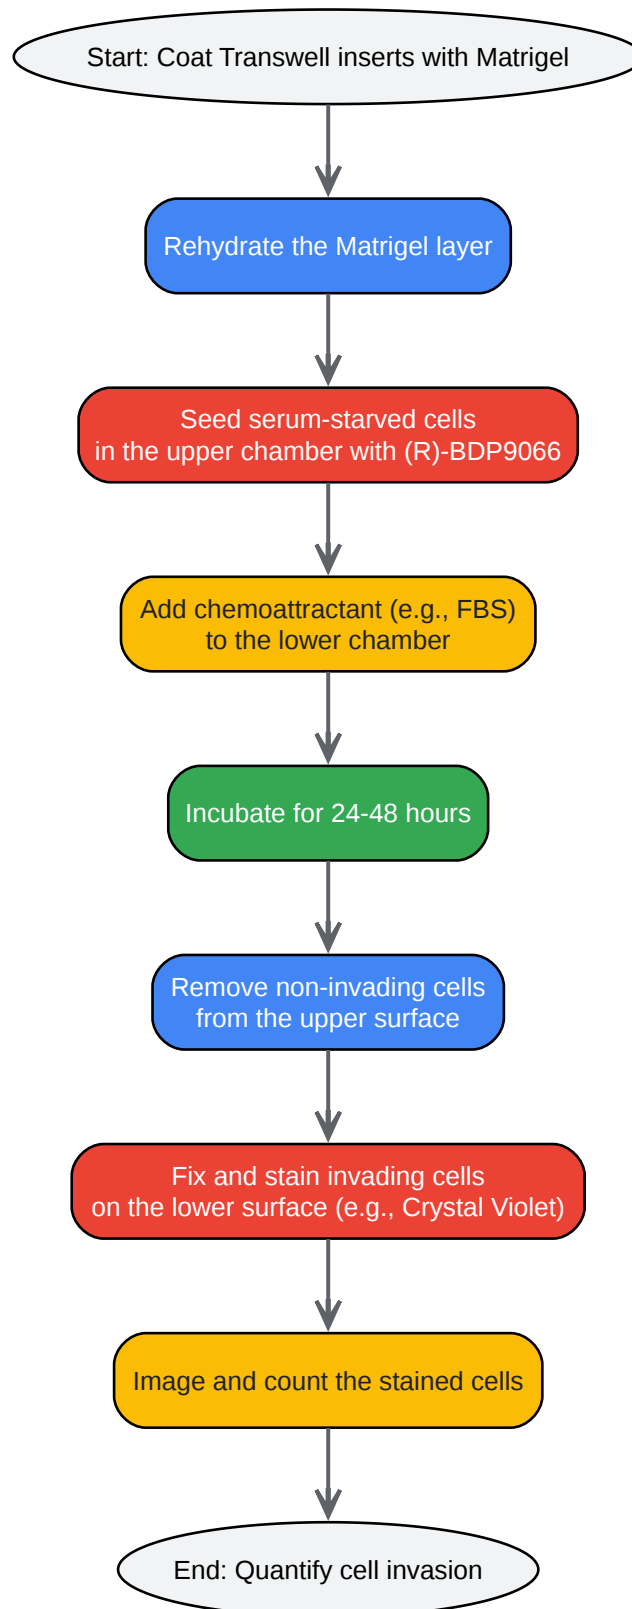 Start: Coat Transwell inserts with Matrigel
Rehydrate the Matrigel layer
Seed serum-starved cells
in the upper chamber with (R)-BDP9066
Add chemoattractant (e.g., FBS)
to the lower chamber
Incubate for 24-48 hours
Remove non-invading cells
from the upper surface
Fix and stain invading cells
on the lower surface (e.g., Crystal Violet)
Image and count the stained cells
End: Quantify cell invasion